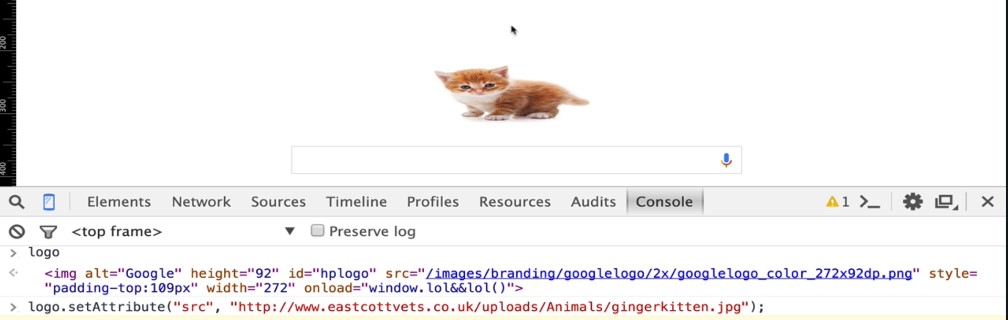 200
300
400
Elements Network Sources Timeline Profiles Resources Audits Console 1
<top frame> Preserve log
logo
<img alt="Google" height="92" id="hplogo" src="/images/branding/googlelogo/2x/googlelogo_color_272x92dp.png" style=
"padding-top:109px" width="272" onload="window.lol&&lol()">
logo.setAttribute("src", "http://www.eastcottvets.co.uk/uploads/Animals/gingerkitten.jpg");